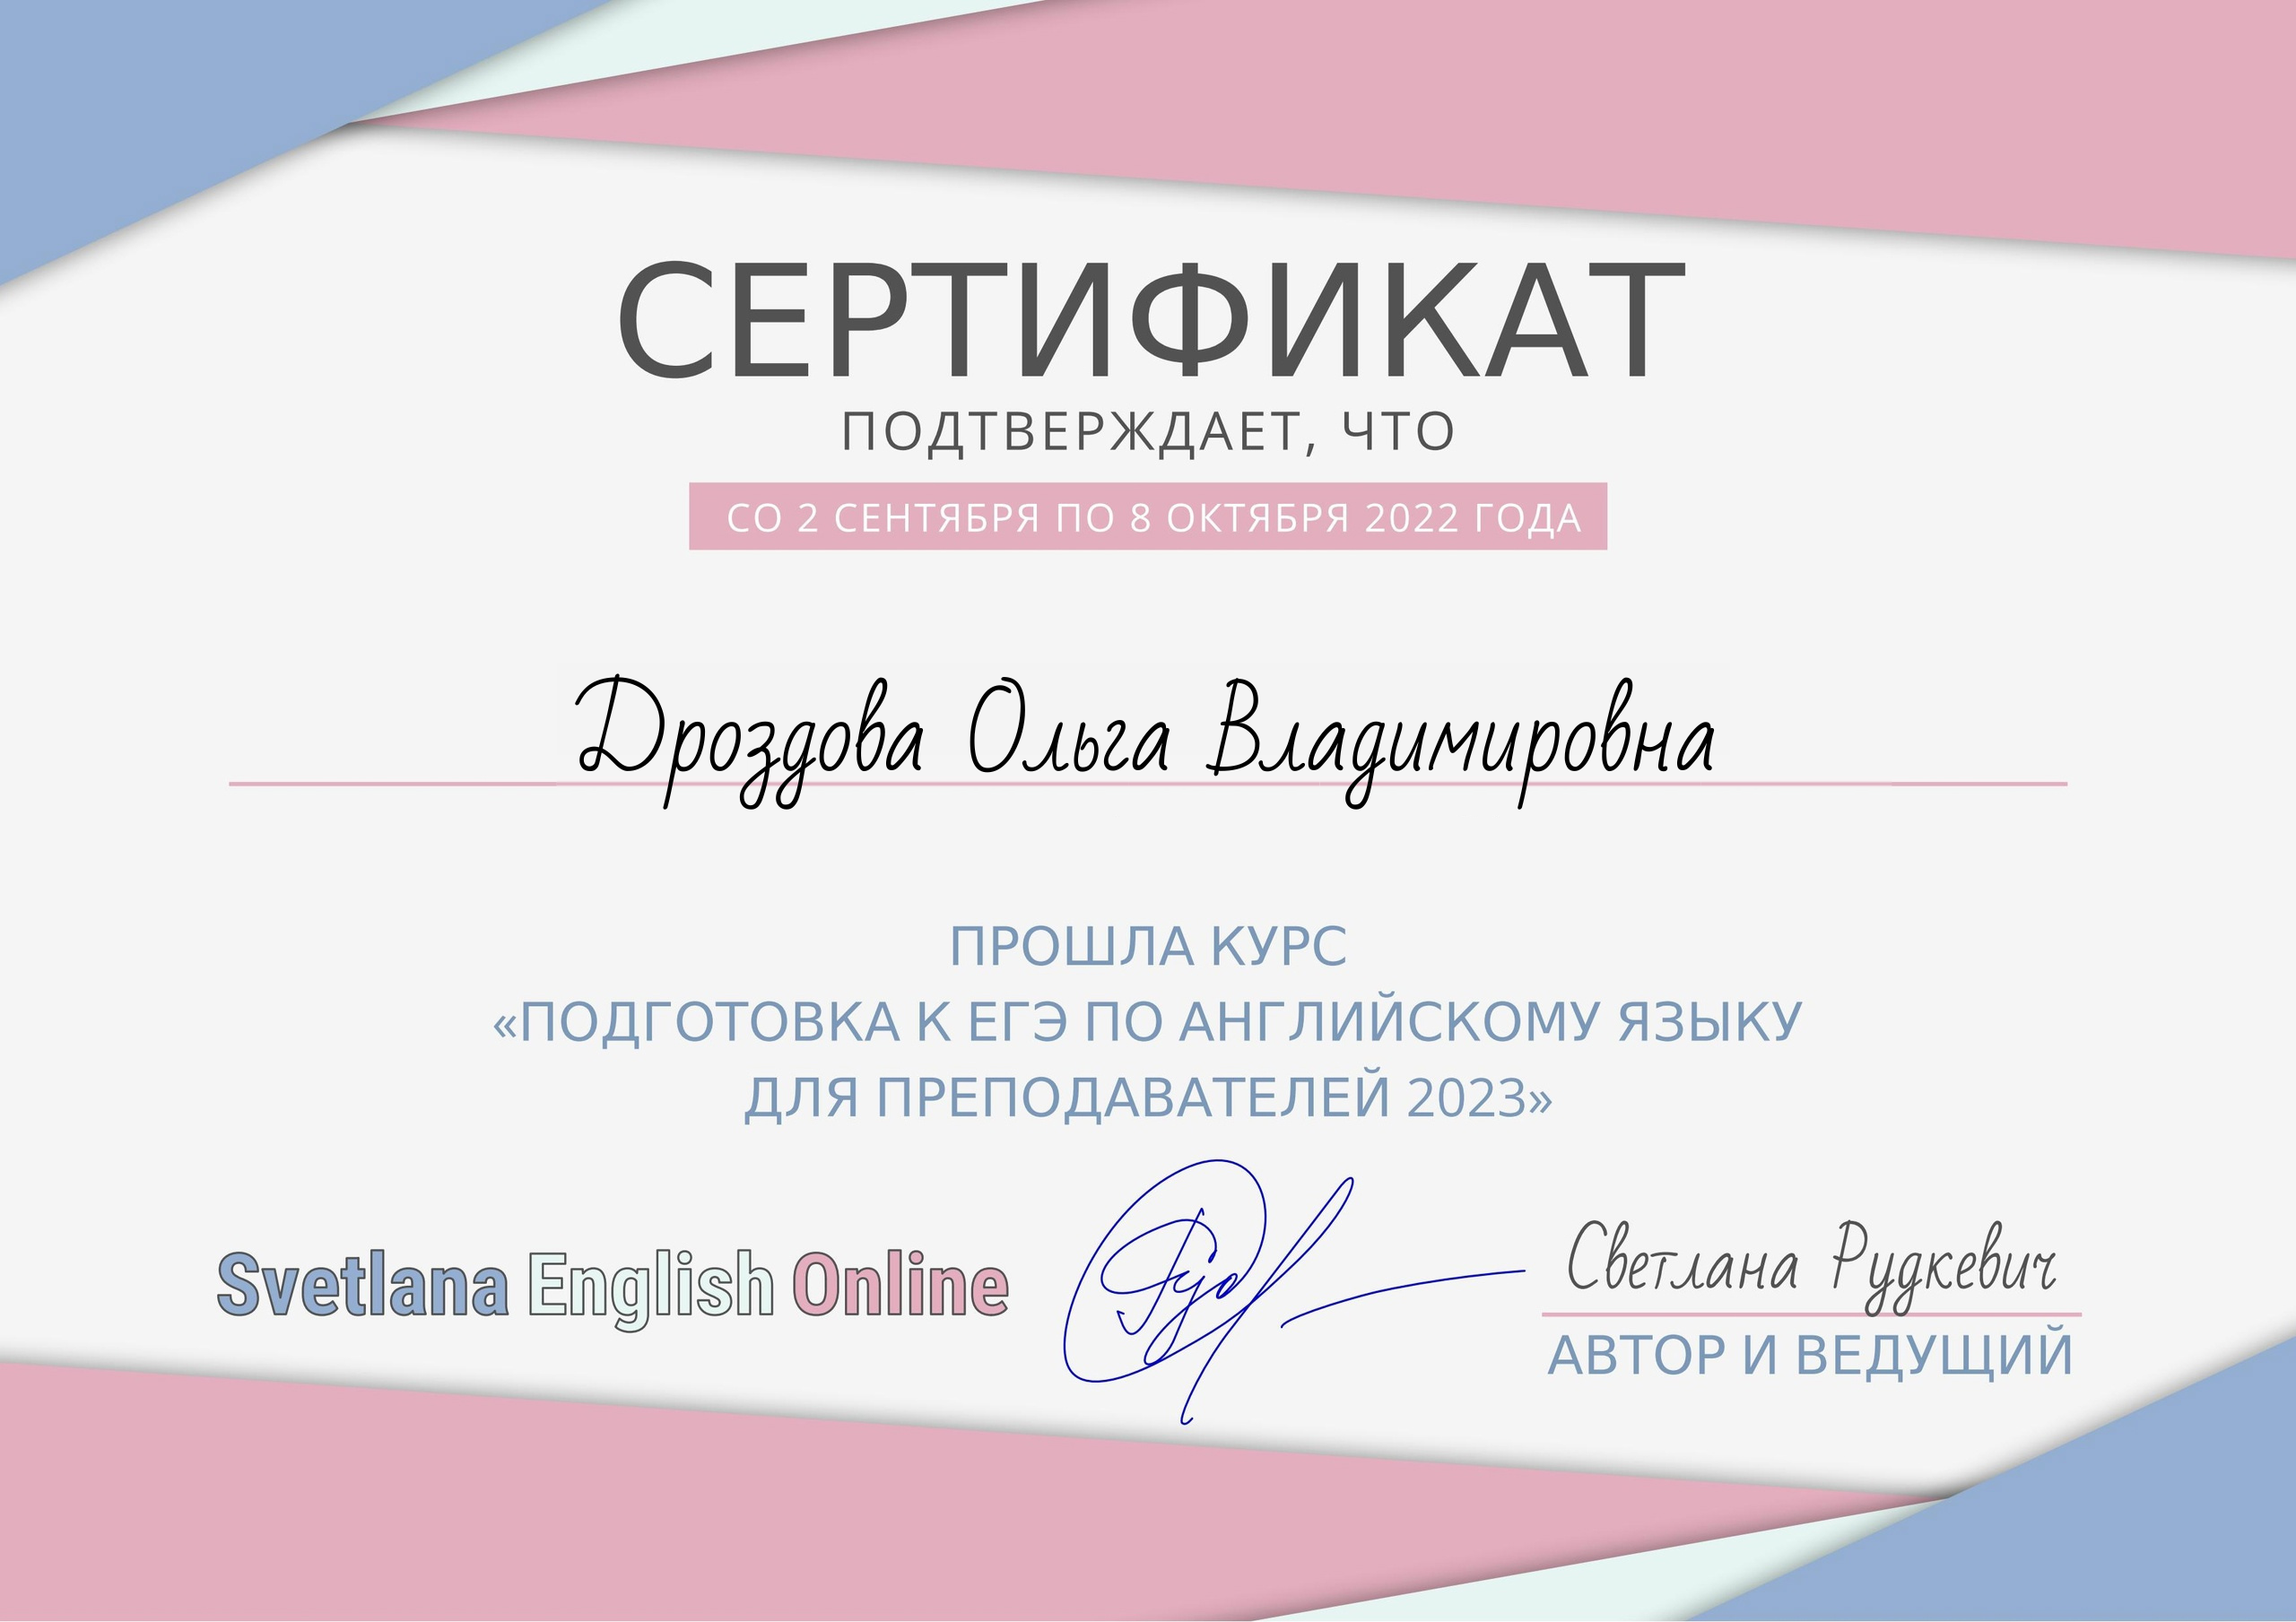 СЕРТИФИКАТ
ПОДТВЕРЖДАЕТ, ЧТО
СО 2 СЕНТЯБРЯ ПО 8 ОКТЯБРЯ 2022 ГОДА
Дроздова Ольга Владимировна
ПРОШЛА КУРС
«ПОДГОТОВКА К ЕГЭ ПО АНГЛИЙСКОМУ ЯЗЫКУ
ДЛЯ ПРЕПОДАВАТЕЛЕЙ 2023»
Svetlana English Online
Светлана Рудкевич
АВТОР И ВЕДУЩИЙ